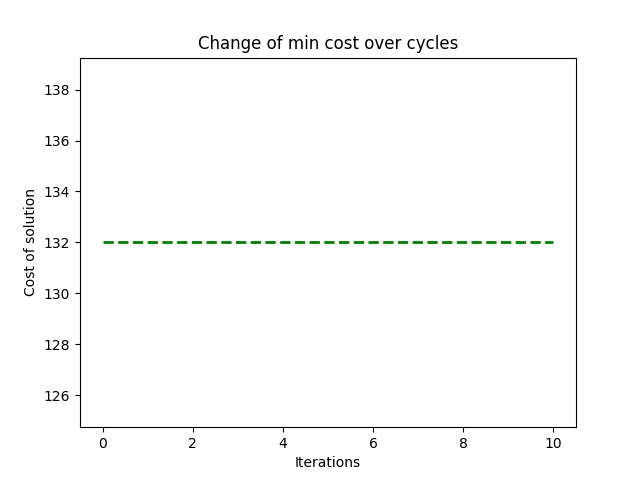 Change of min cost over cycles
Cost of solution
138
136
134
132
130
128
126
0 2 4 6 8 10
Iterations